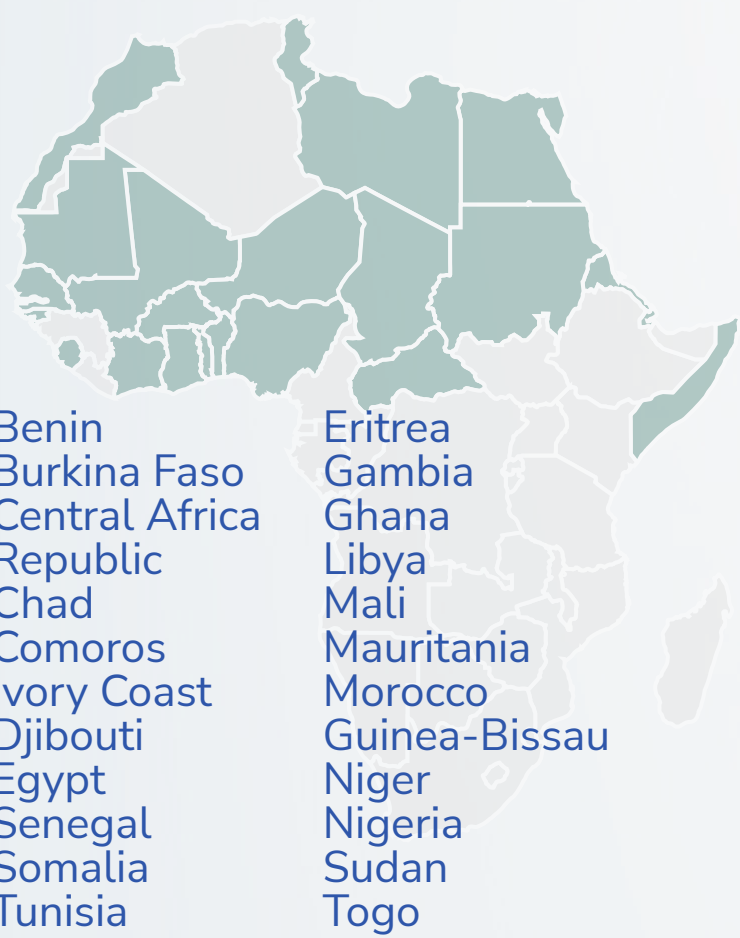 Benin
Burkina Faso
Central Africa
Republic
Chad
Comoros
Ivory Coast
Djibouti
Egypt
Senegal
Somalia
Tunisia
Eritrea
Gambia
Ghana
Libya
Mali
Mauritania
Morocco
Guinea-Bissau
Niger
Nigeria
Sudan
Togo